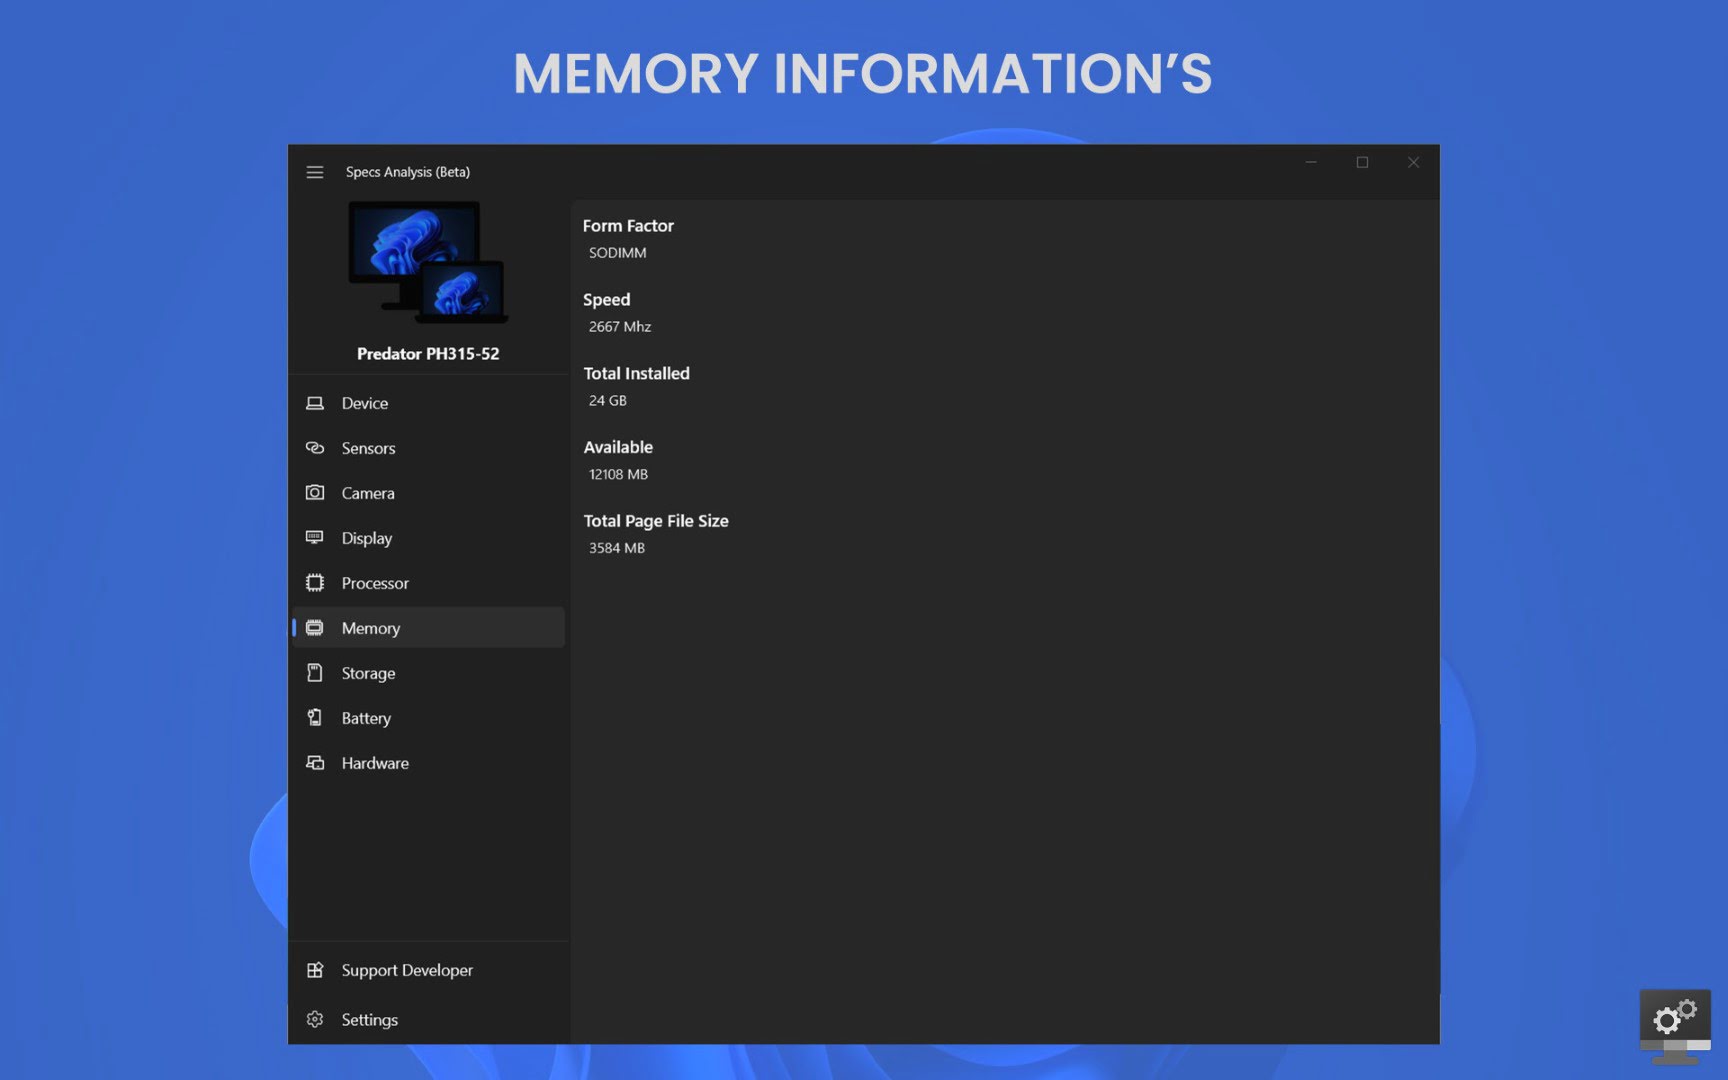 MEMORY INFORMATION’S
Specs Analysis (Beta)
Predator PH315-52
Device
Sensors
Camera
Display
Processor
Memory
Storage
Battery
Hardware
Support Developer
Settings
Form Factor
SODIMM
Speed
2667 Mhz
Total Installed
24 GB
Available
12108 MB
Total Page File Size
3584 MB